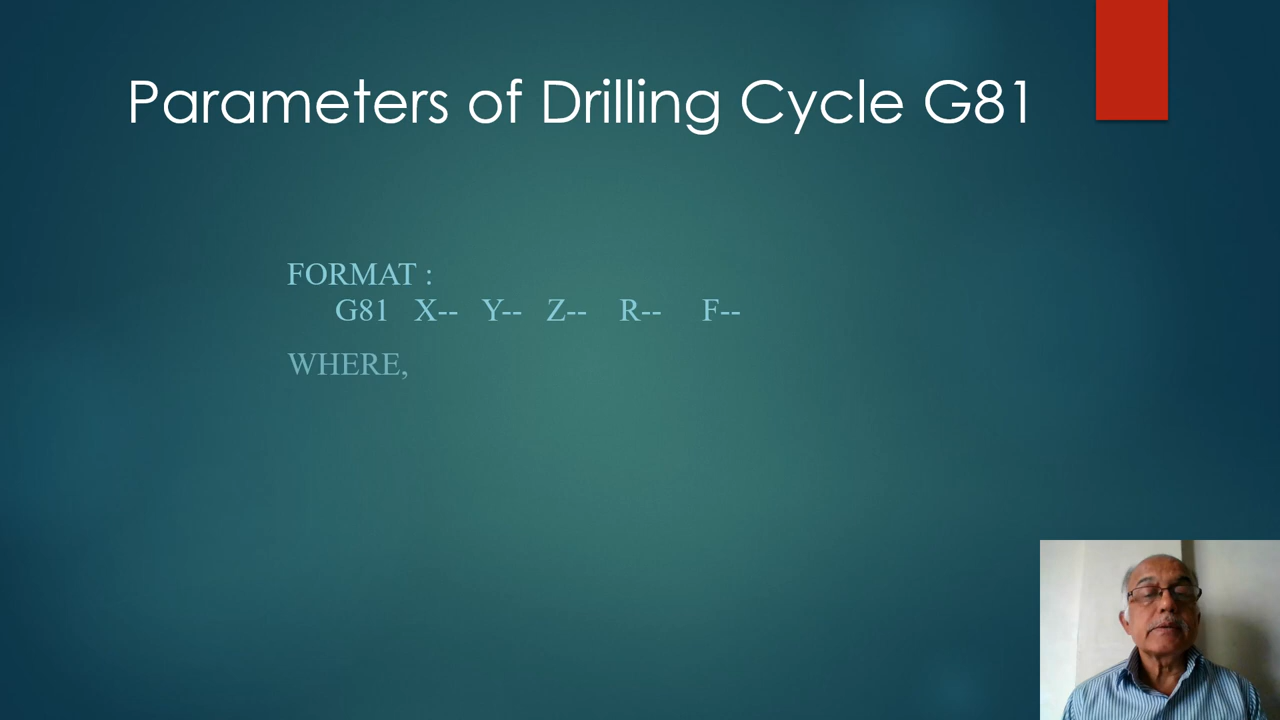 Parameters of Drilling Cycle G81
FORMAT :
G81 X-- Y-- Z-- R-- F--
WHERE,